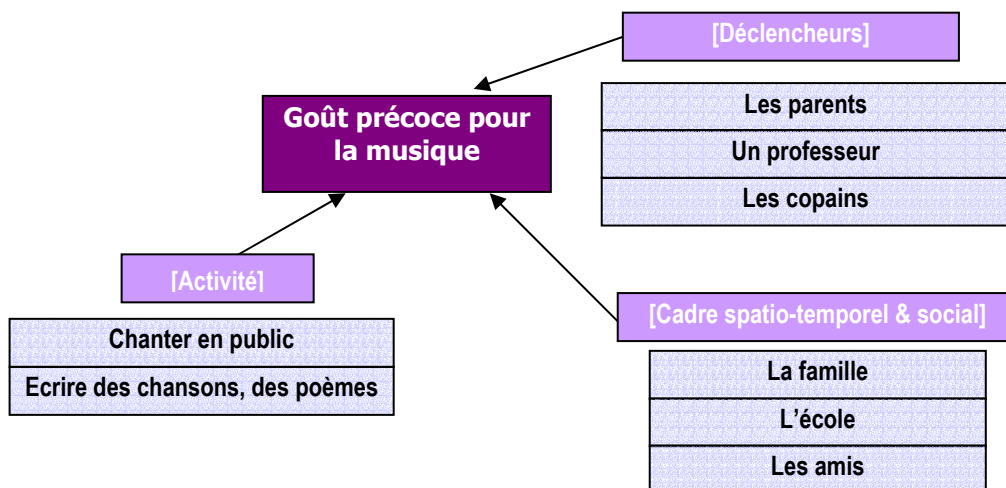 [Déclencheurs]
Goût précoce pour
la musique
Les parents
Un professeur
Les copains
[Activité]
Chanter en public
Ecrire des chansons, des poèmes
[Cadre spatio-temporel & social]
La famille
L'école
Les amis